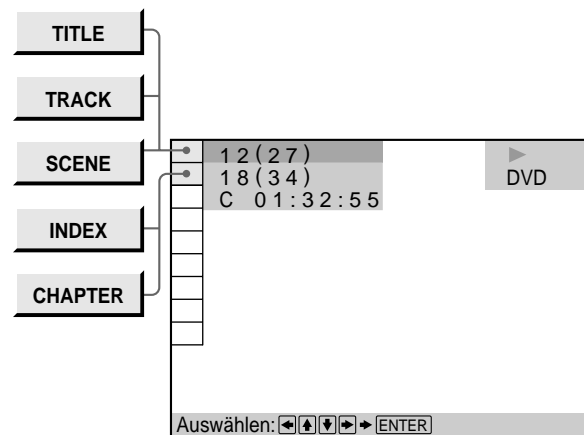 TITLE
TRACK
SCENE
INDEX
CHAPTER
12(27)
18(34)
C 01:32:55
DVD
Auswählen: ENTER